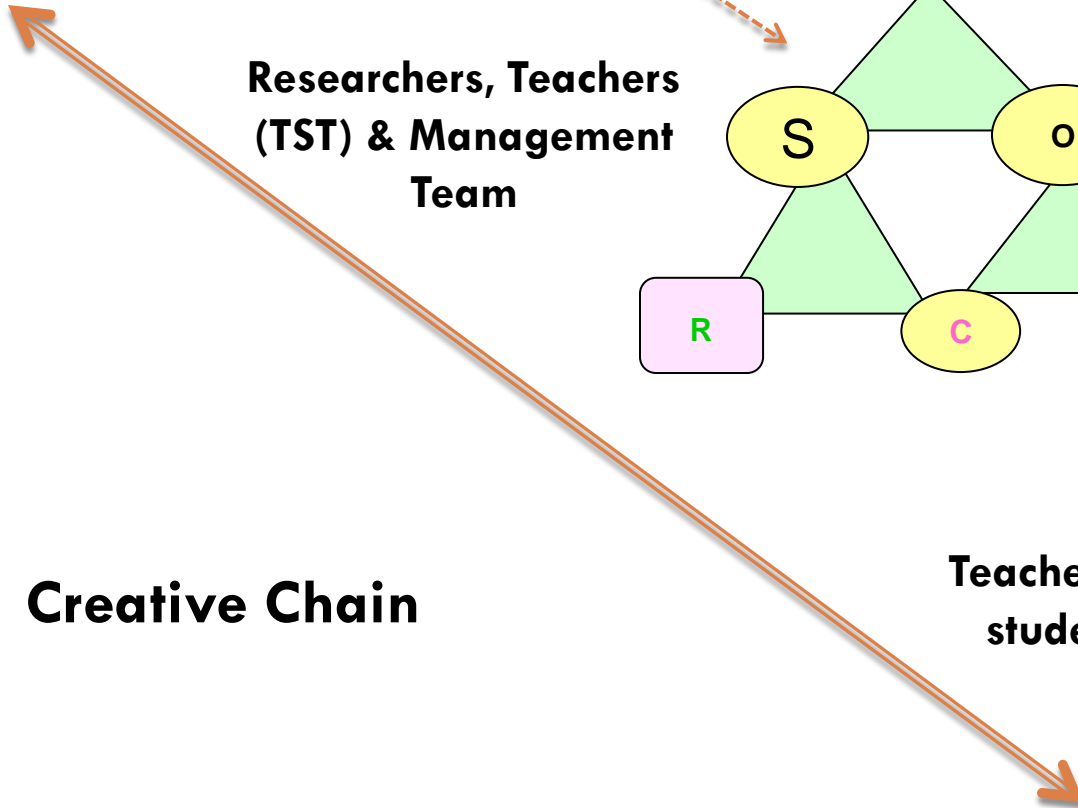 Researchers, Teachers
(TST) & Management
Team
S
O
R
C
Creative Chain